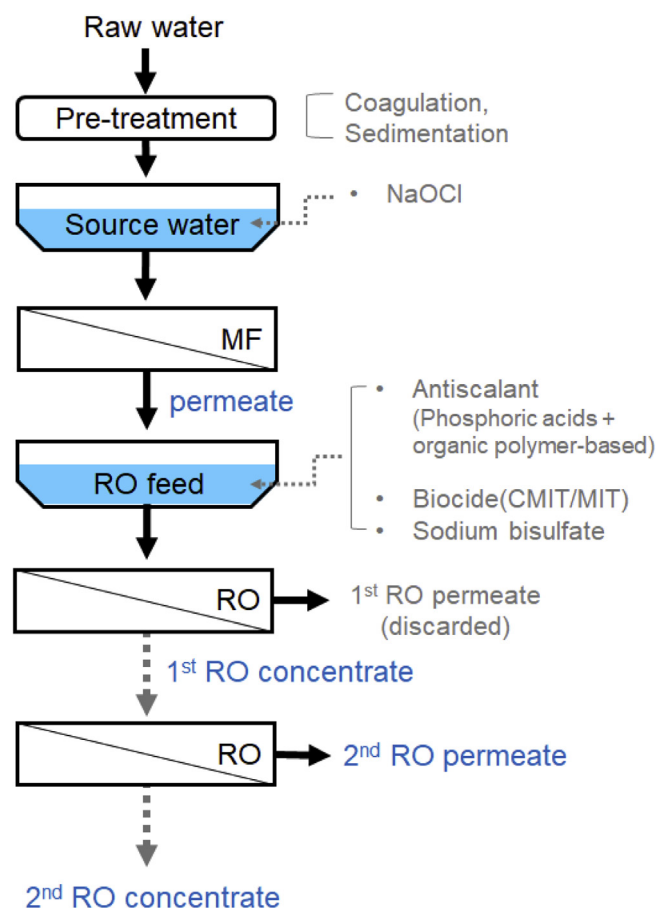 Raw water
Pre-treatment
Coagulation,
Sedimentation
Source water
• NaOCl
MF
permeate
• Antiscalant
(Phosphoric acids +
organic polymer-based)
RO feed
• Biocide(CMIT/MIT)
• Sodium bisulfate
RO
1st RO permeate
(discarded)
1st RO concentrate
RO
2nd RO permeate
2nd RO concentrate